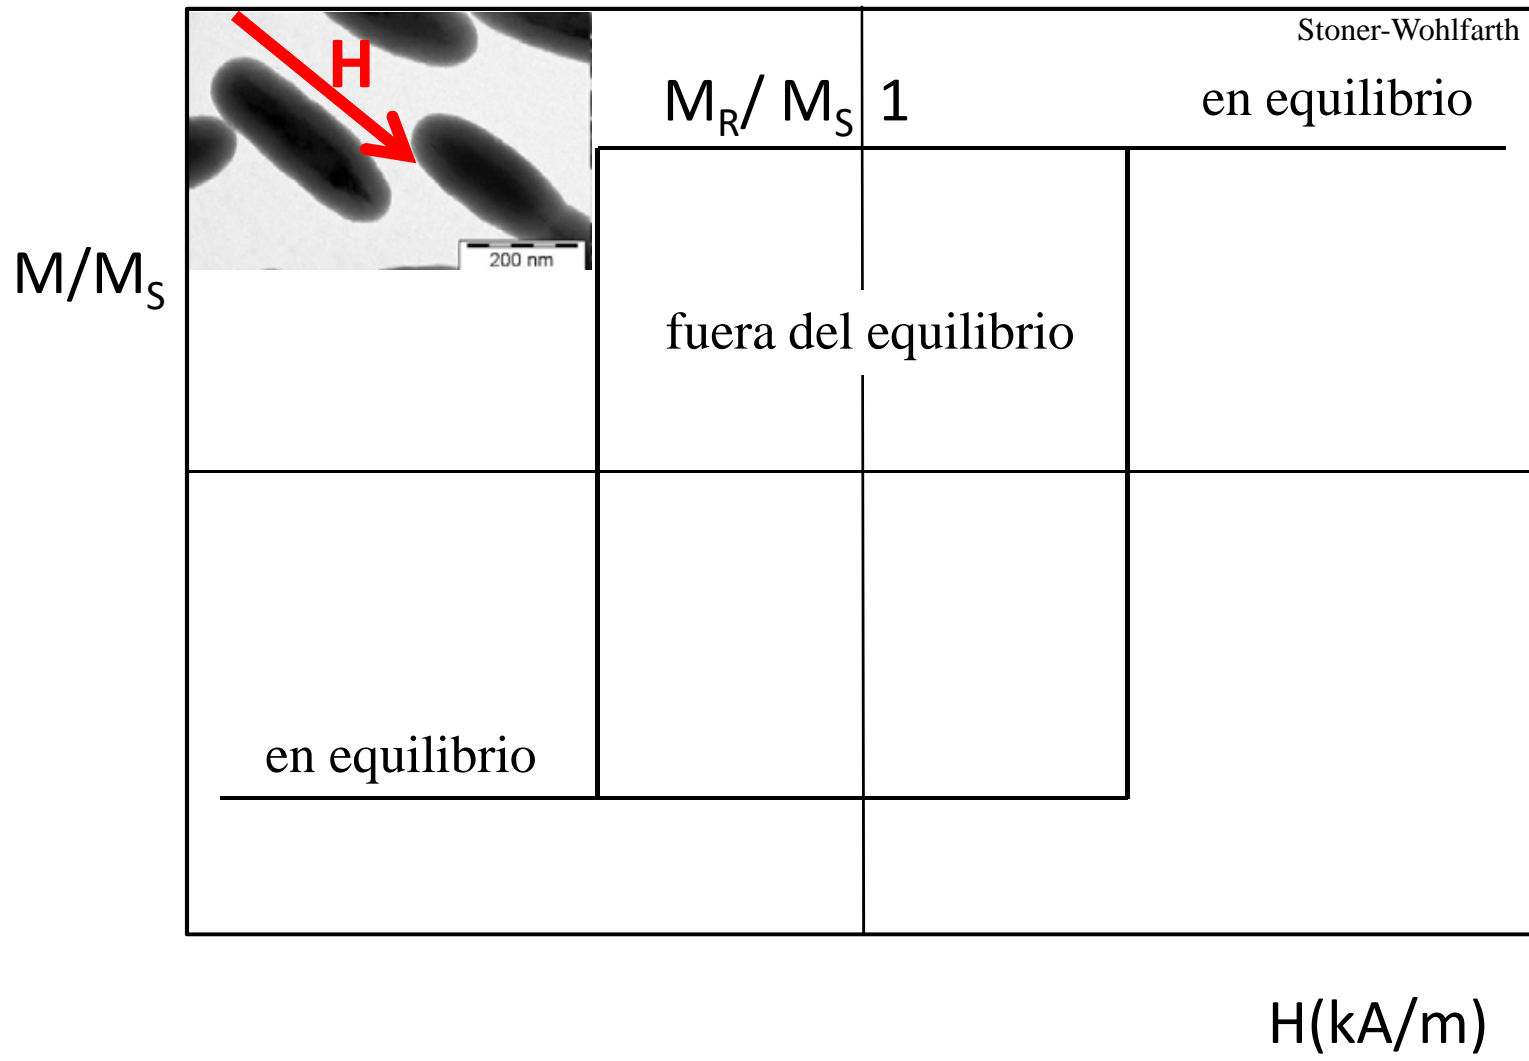 Stoner-Wohlfarth
H
M_R/ M_S 1
en equilibrio
200 nm
M/M_S
fuera del equilibrio
en equilibrio
H(kA/m)